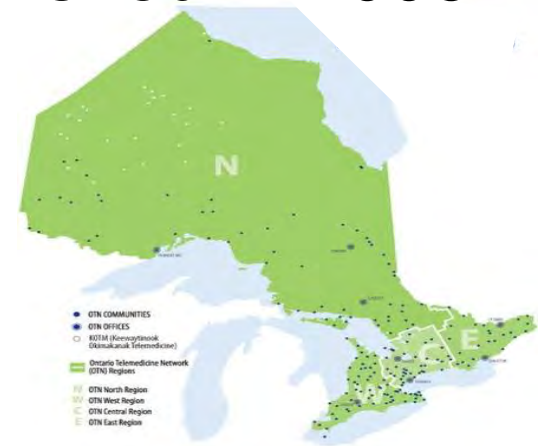 N
E
C
W
OTN COMMUNITIES
OTN OFFICES
KOTM (Keewaytinook
Okimakanak Telemedicine)
Ontario Telemedicine Network
(OTN) Regions
N OTN North Region
W OTN West Region
C OTN Central Region
E OTN East Region